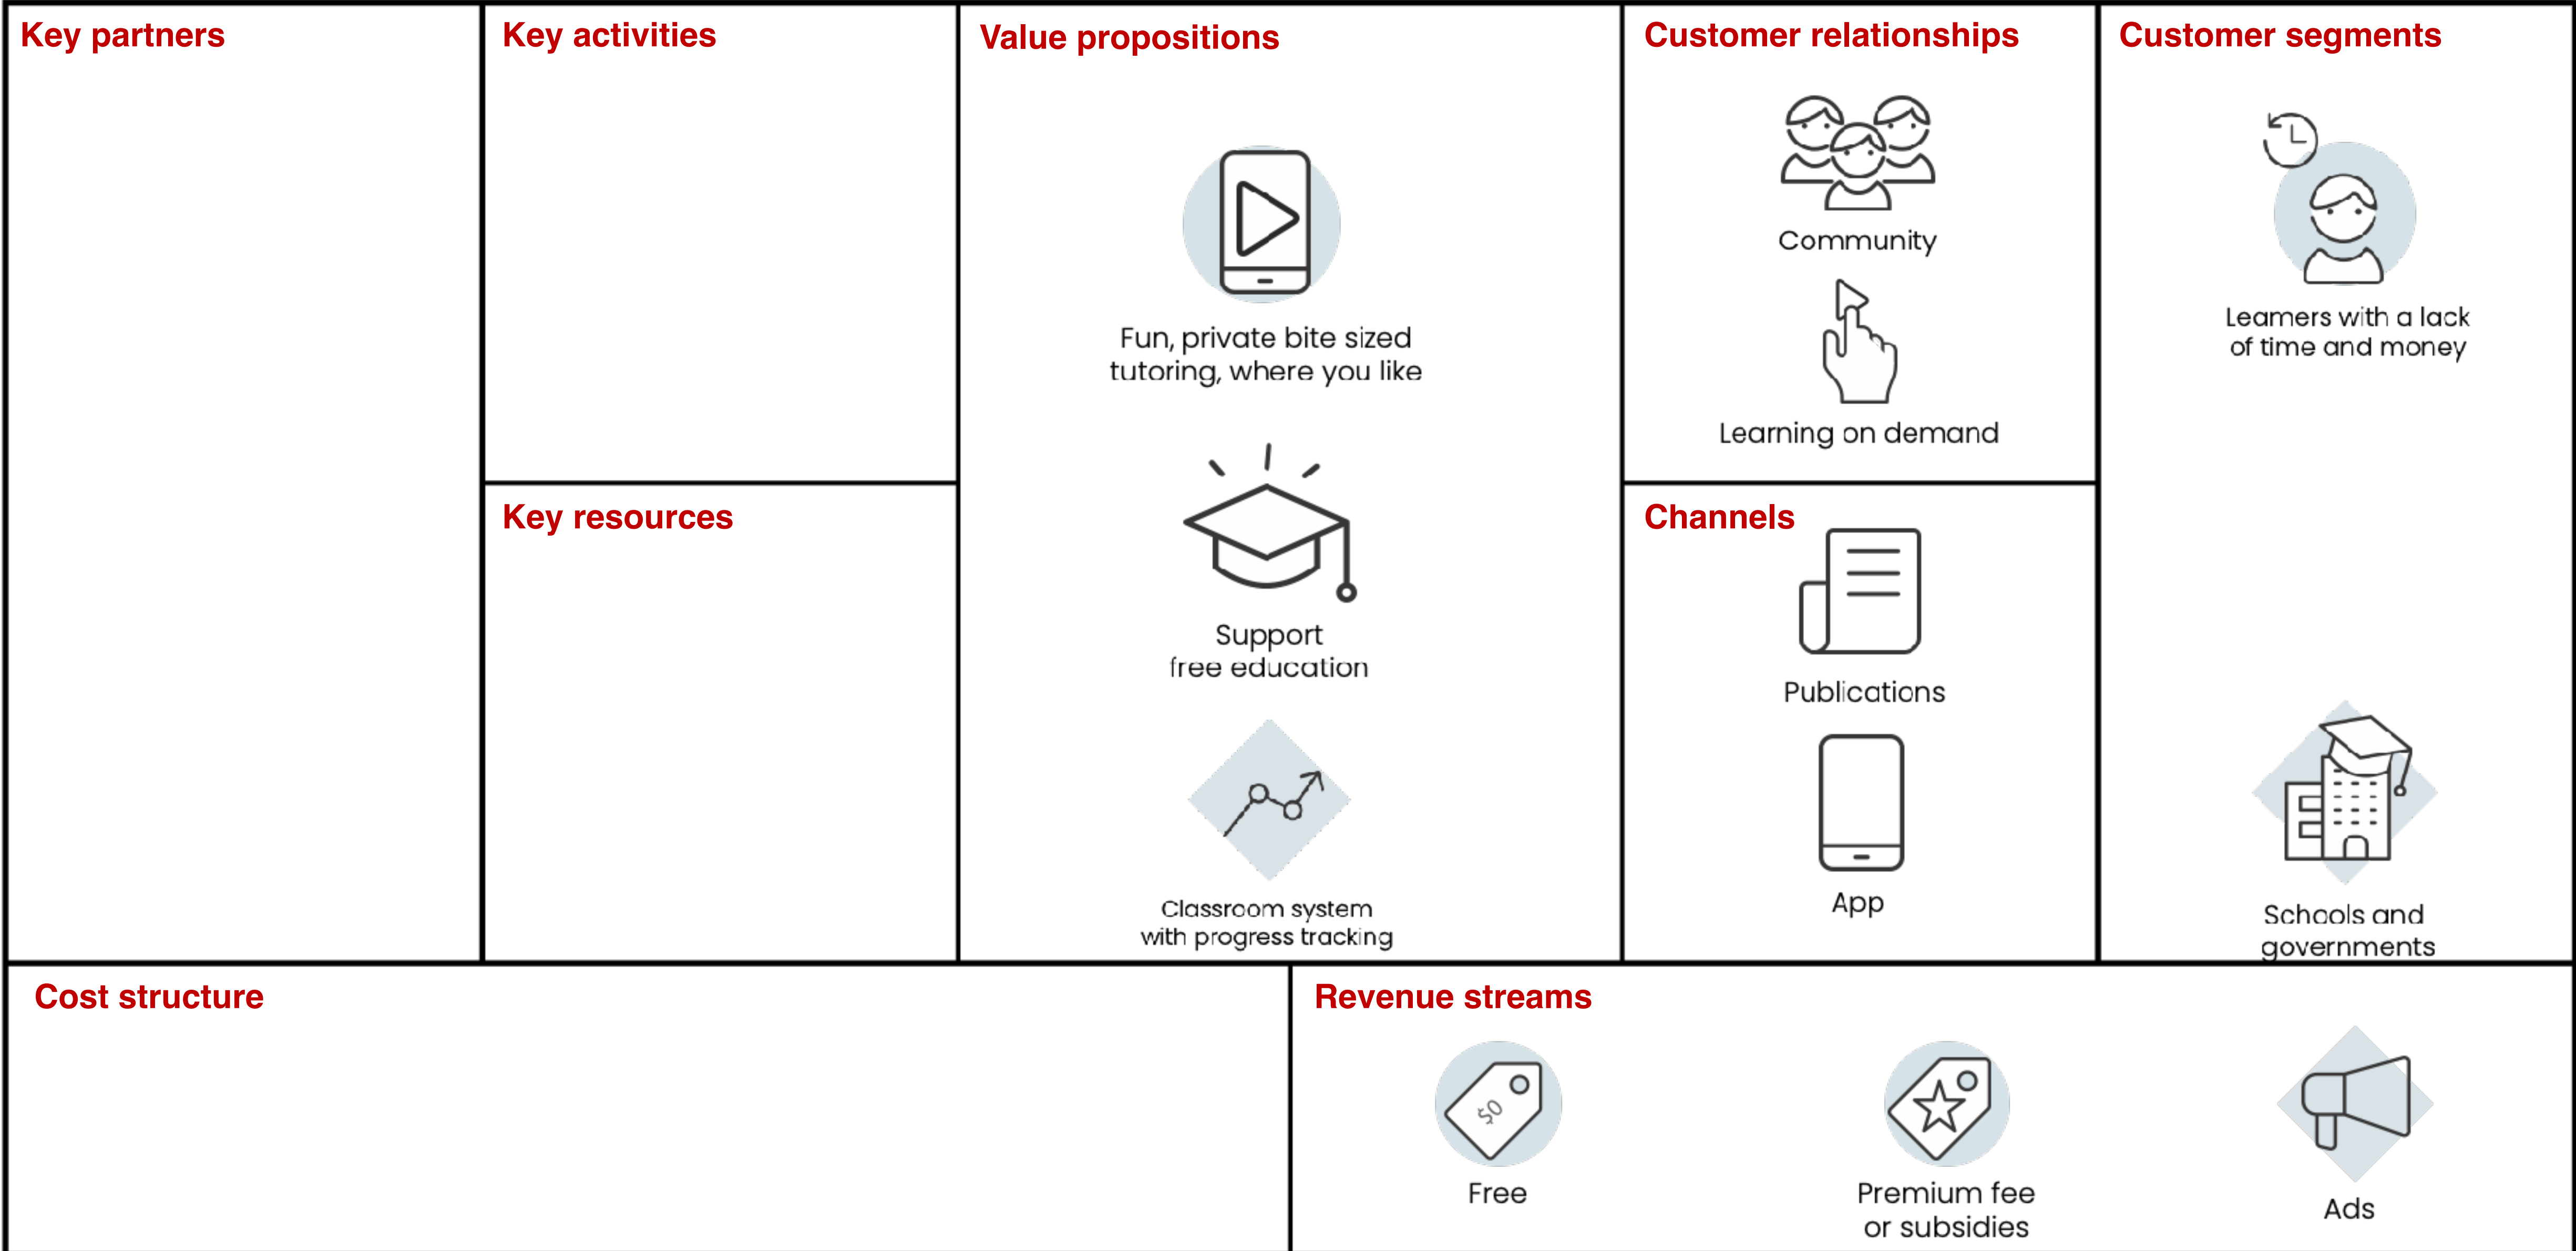 Key partners
Key activities
Key resources
Value propositions
Fun, private bite sized
tutoring, where you like
Support
free education
Classroom system
with progress tracking
Customer relationships
Community
Learning on demand
Channels
Publications
App
Customer segments
Learners with a lack
of time and money
Schools and
governments
Cost structure
Revenue streams
$0
Free
Premium fee
or subsidies
Ads